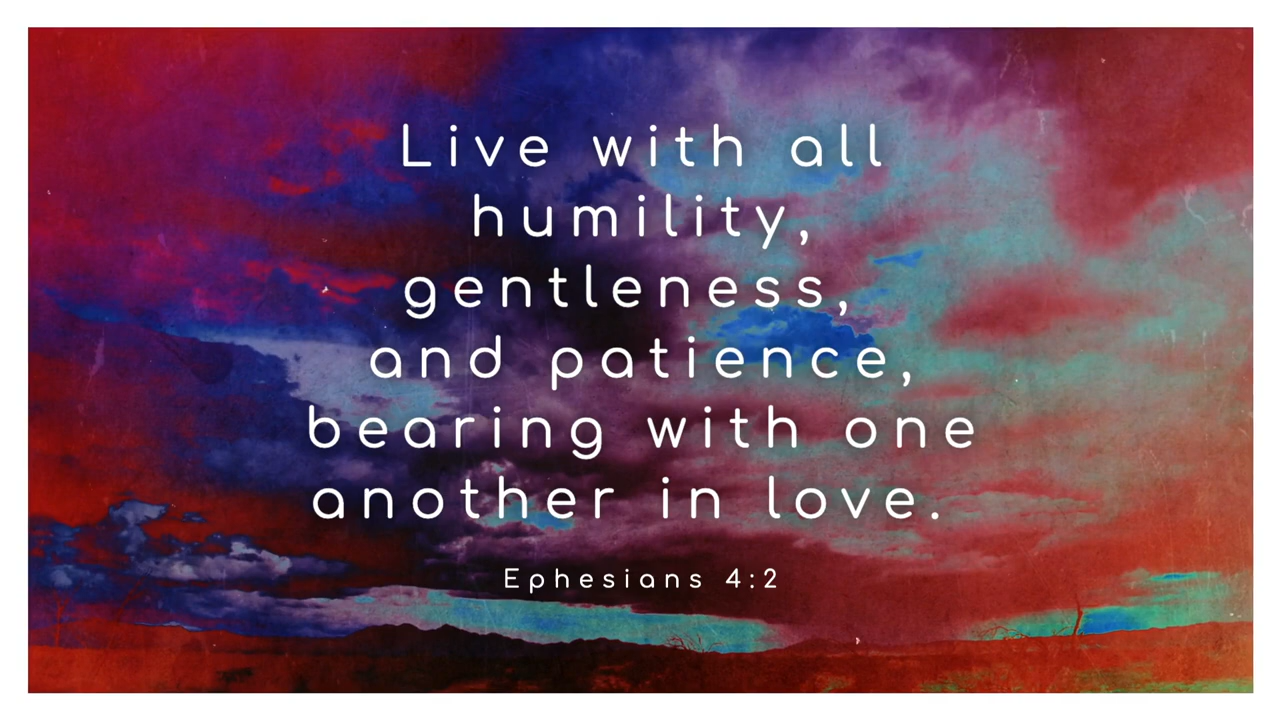 Live with all
humility,
gentleness,
and patience,
bearing with one
another in love.
Ephesians 4:2